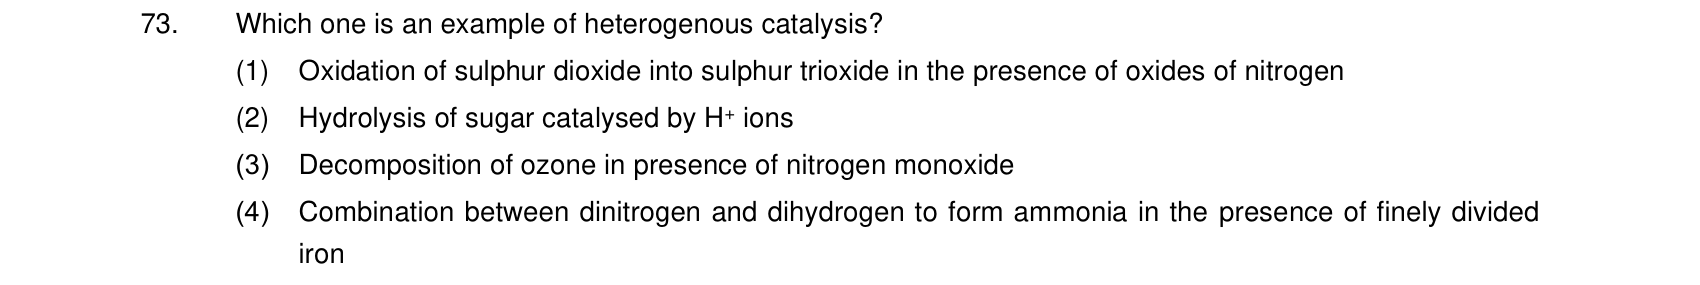 73. Which one is an example of heterogenous catalysis?
(1) Oxidation of sulphur dioxide into sulphur trioxide in the presence of oxides of nitrogen
(2) Hydrolysis of sugar catalysed by H⁺ ions
(3) Decomposition of ozone in presence of nitrogen monoxide
(4) Combination between dinitrogen and dihydrogen to form ammonia in the presence of finely divided
iron